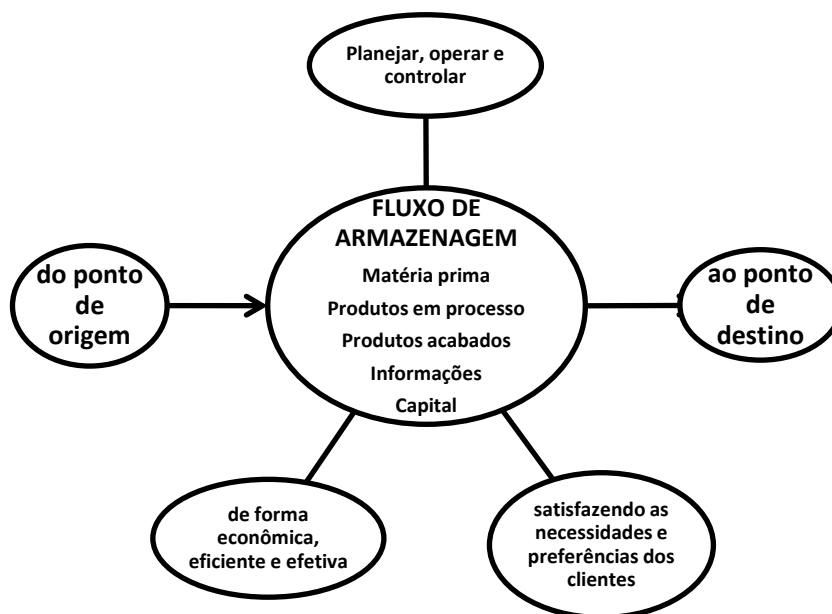 Planejar, operar e
controlar
FLUXO DE
ARMAZENAGEM
Matéria prima
Produtos em processo
Produtos acabados
Informações
Capital
do ponto
de
origem
ao ponto
de
destino
de forma
econômica,
eficiente e efetiva
satisfazendo as
necessidades e
preferências dos
clientes